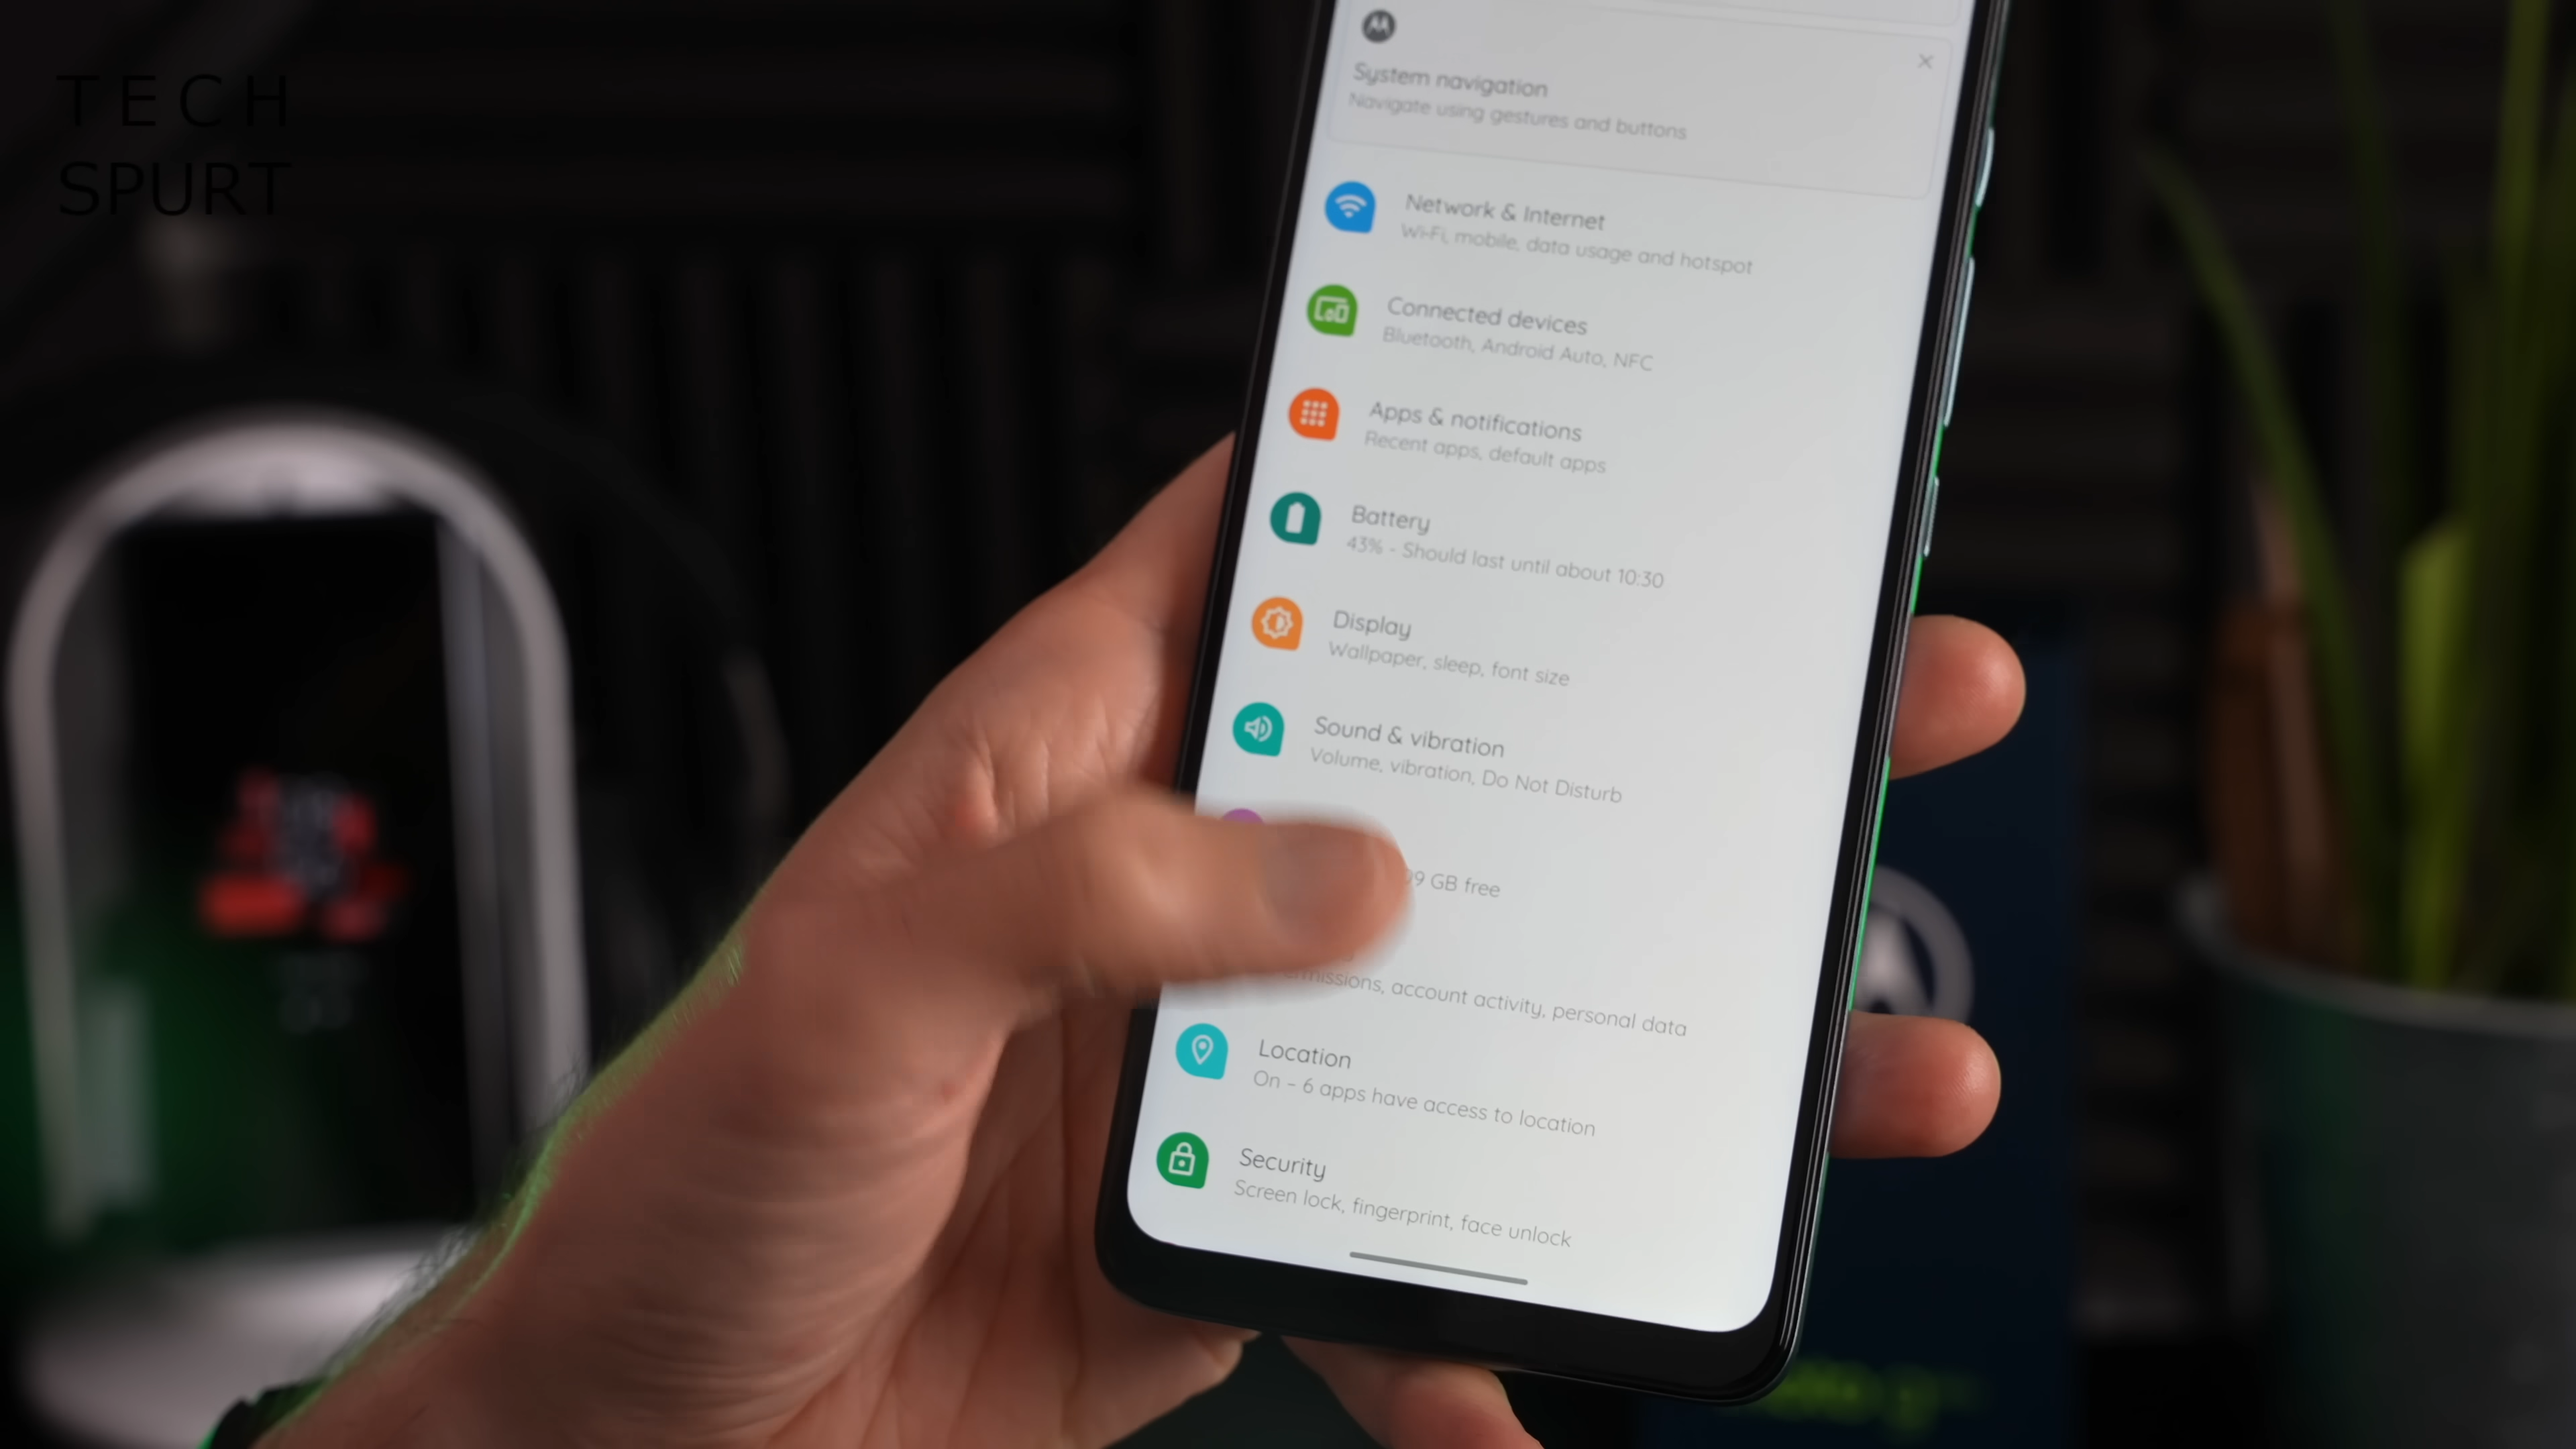 TECH
SPURT
System navigation
Navigate using gestures and buttons
Network & Internet
Wi-Fi, mobile, data usage and hotspot
Connected devices
Bluetooth, Android Auto, NFC
Apps & notifications
Recent apps, default apps
Battery
43% - Should last until about 10:30
Display
Wallpaper, sleep, font size
Sound & vibration
Volume, vibration, Do Not Disturb
GB free
account activity, personal data
Location
On – 6 apps have access to location
Security
Screen lock, fingerprint, face unlock